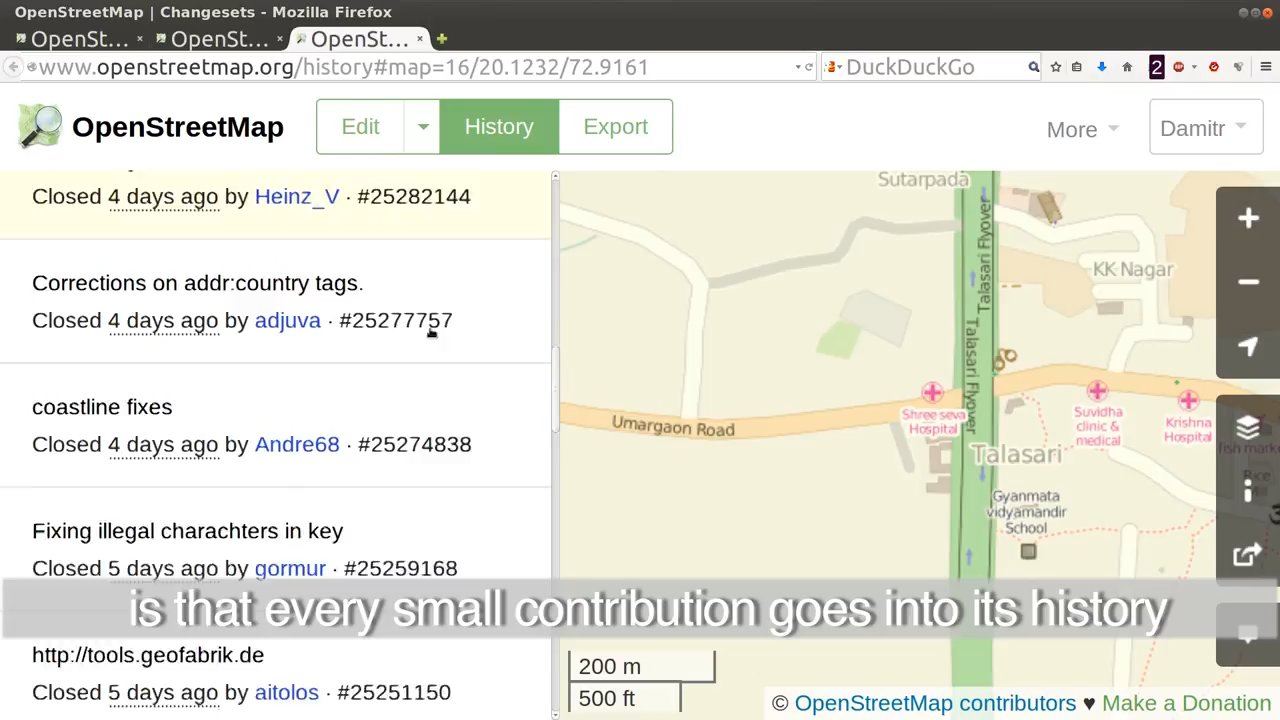 OpenStreetMap | Changesets - Mozilla Firefox
OpenSt... × OpenSt... × OpenSt... ×
www.openstreetmap.org/history#map=16/20.1232/72.9161
DuckDuckGo
2
OpenStreetMap
Edit
History
Export
More
Damitr
Closed 4 days ago by Heinz_V · #25282144
Corrections on addr:country tags.
Closed 4 days ago by adjuva · #25277757
coastline fixes
Closed 4 days ago by Andre68 · #25274838
Fixing illegal charachters in key
Closed 5 days ago by gormur · #25259168
is that every small contribution goes into its history
http://tools.geofabrik.de
Closed 5 days ago by aitolos · #25251150
Sutarpada
Talasari Flyover
KK Nagar
Talasari Flyover
Umargaon Road
Shree seva
Hospital
Suvidha
clinic &
medical
Krishna
Hospital
fish market
Talasari
Rice
Gyanmata
vidyamandir
School
200 m
500 ft
© OpenStreetMap contributors ♥ Make a Donation